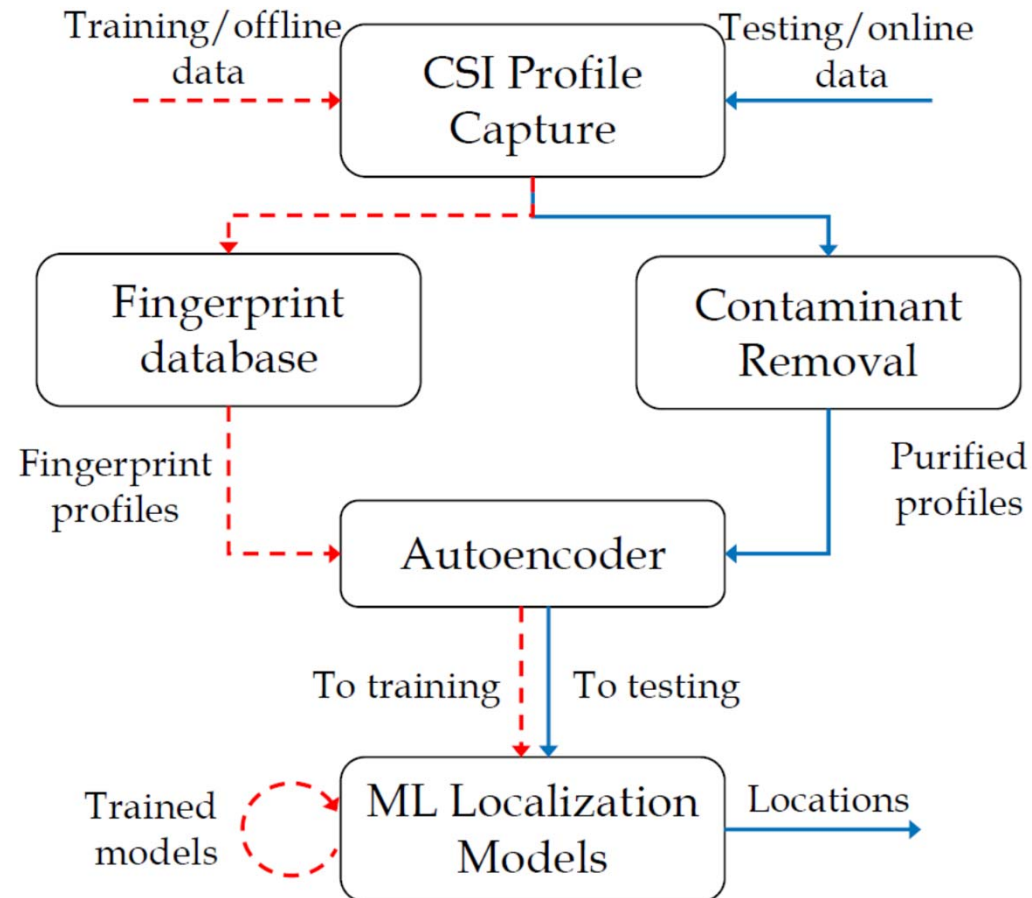 Training/offline
data
CSI Profile
Capture
Testing/online
data
Fingerprint
database
Contaminant
Removal
Fingerprint
profiles
Purified
profiles
Autoencoder
To training
To testing
Trained
models
ML Localization
Models
Locations